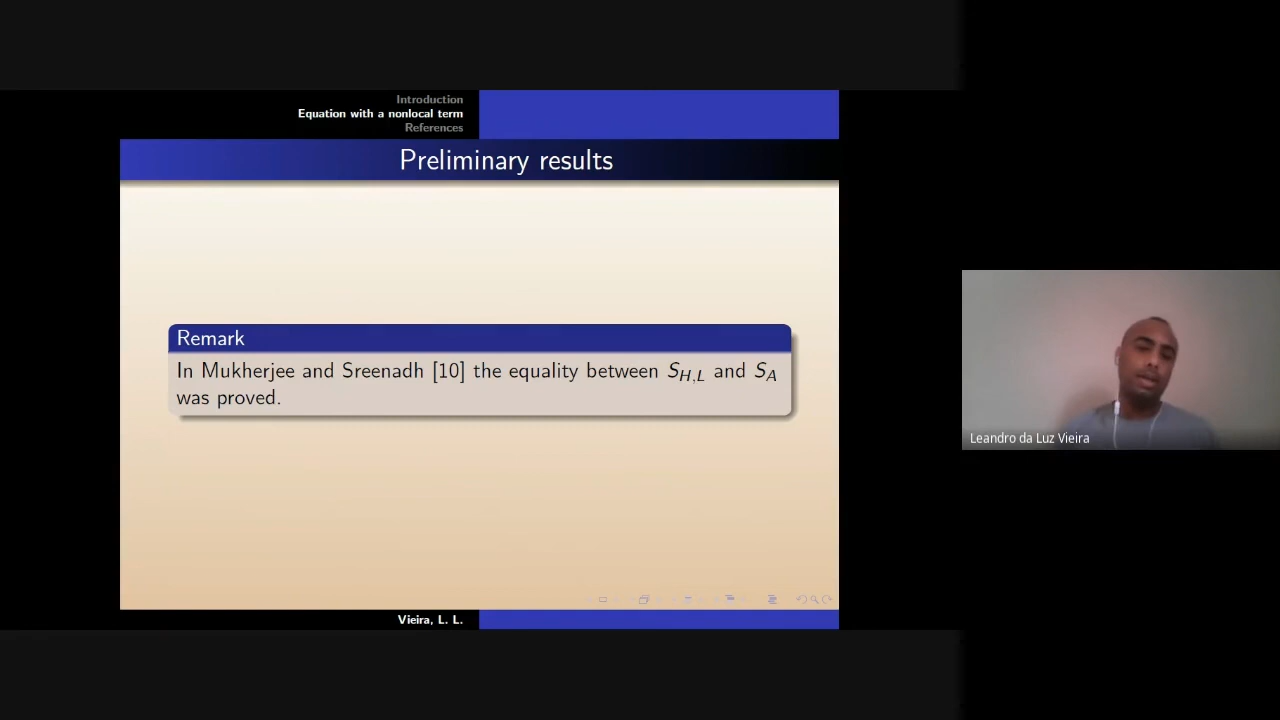 Introduction
Equation with a nonlocal term
References
Preliminary results
Remark
In Mukherjee and Sreenadh [10] the equality between S_{H,L} and S_A
was proved.
Leandro da Luz Vieira
Vieira, L. L.